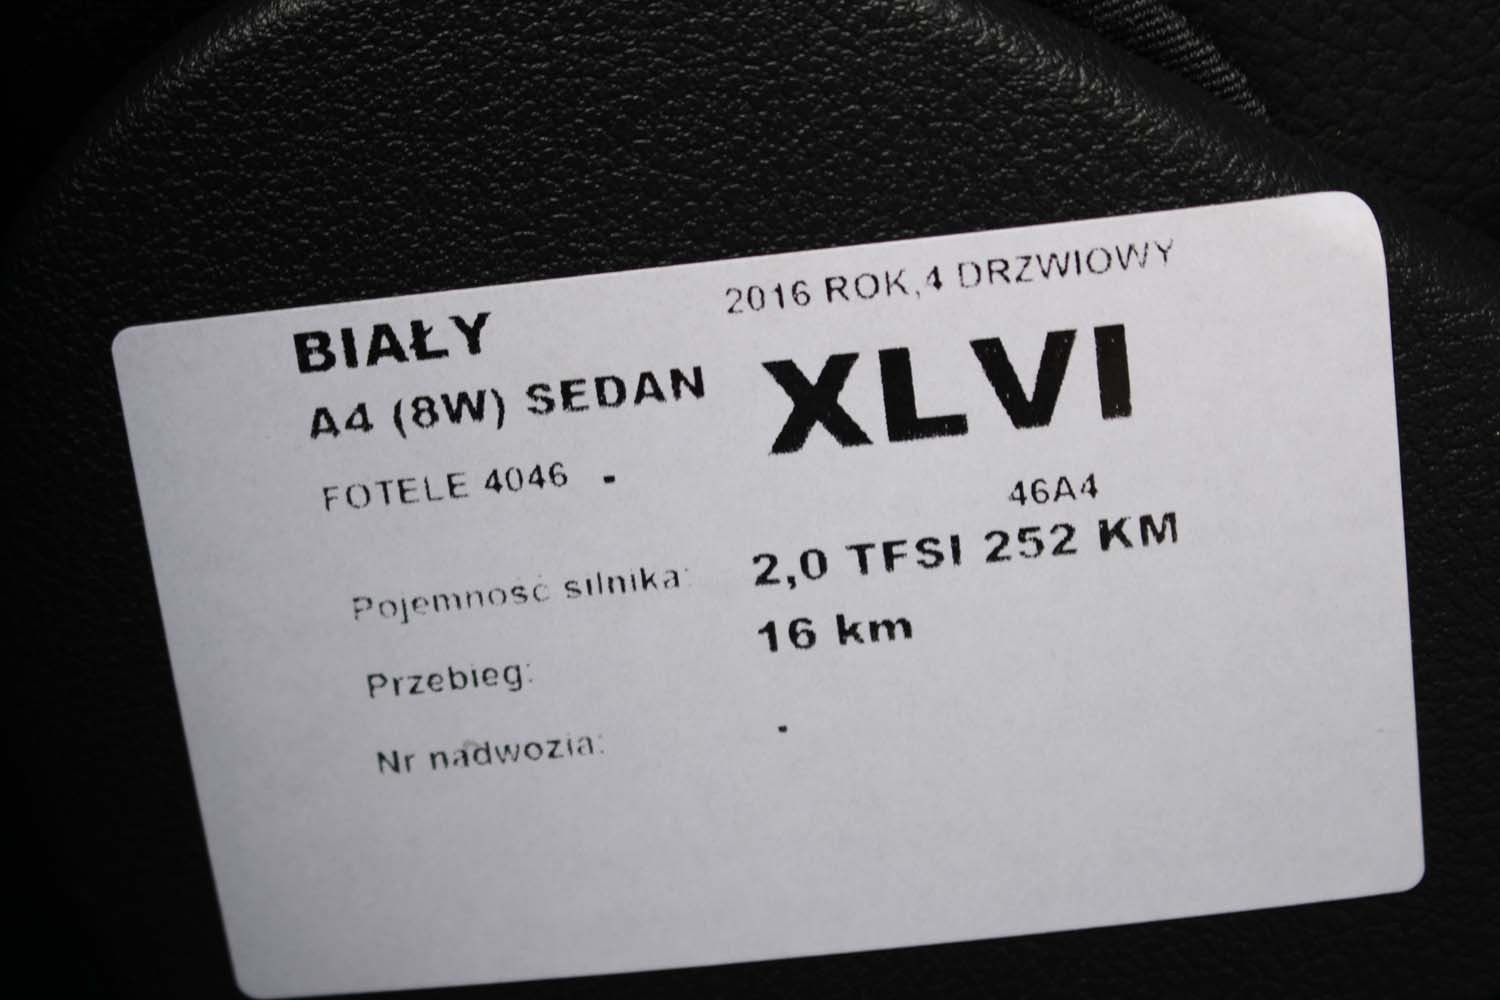 2016 ROK,4 DRZWIOWY
BIAŁY
A4 (8W) SEDAN
XLVI
FOTELE 4046 -
46A4
Pojemność silnika: 2,0 TFSI 252 KM
Przebieg: 16 km
Nr nadwozia: -